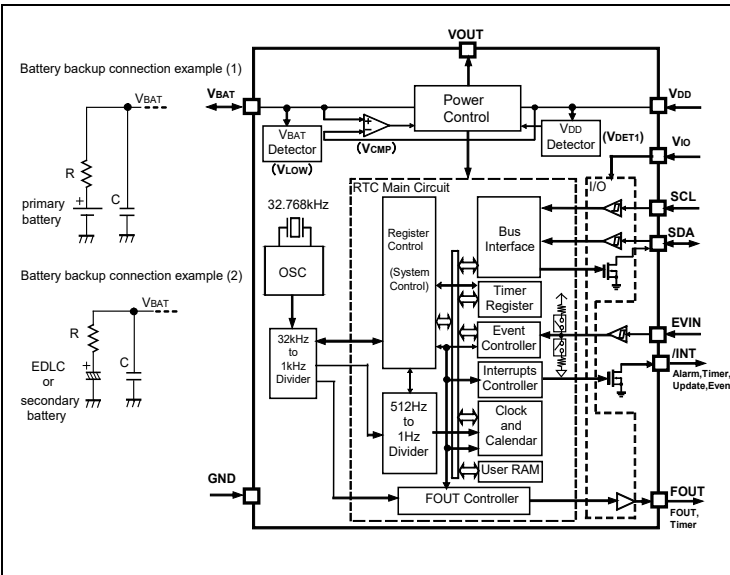 Battery backup connection example (1)
VBAT
R
+
primary
battery
C
Battery backup connection example (2)
VBAT
R
+
EDLC
or
secondary
battery
C
VOUT
VBAT
Power
Control
VDD
VBAT
Detector
(VLOW)
+
−
(VCMP)
VDD
Detector
(VDET1)
VIO
RTC Main Circuit
I/O
32.768kHz
OSC
Register
Control
(System
Control)
Bus
Interface
SCL
SDA
Timer
Register
32kHz
to
1kHz
Divider
Event
Controller
EVIN
Interrupts
Controller
/INT
Alarm,Timer,
Update,Even
512Hz
to
1Hz
Divider
Clock
and
Calendar
User RAM
GND
FOUT Controller
FOUT
FOUT,
Timer